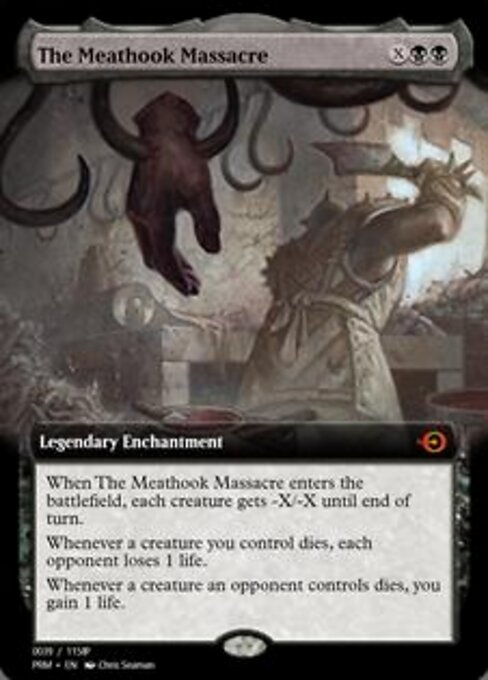 The Meathook Massacre X
Legendary Enchantment
When The Meathook Massacre enters the
battlefield, each creature gets -X/-X until end of
turn.
Whenever a creature you control dies, each
opponent loses 1 life.
Whenever a creature an opponent controls dies, you
gain 1 life.
PRM • EN Chris Seaman